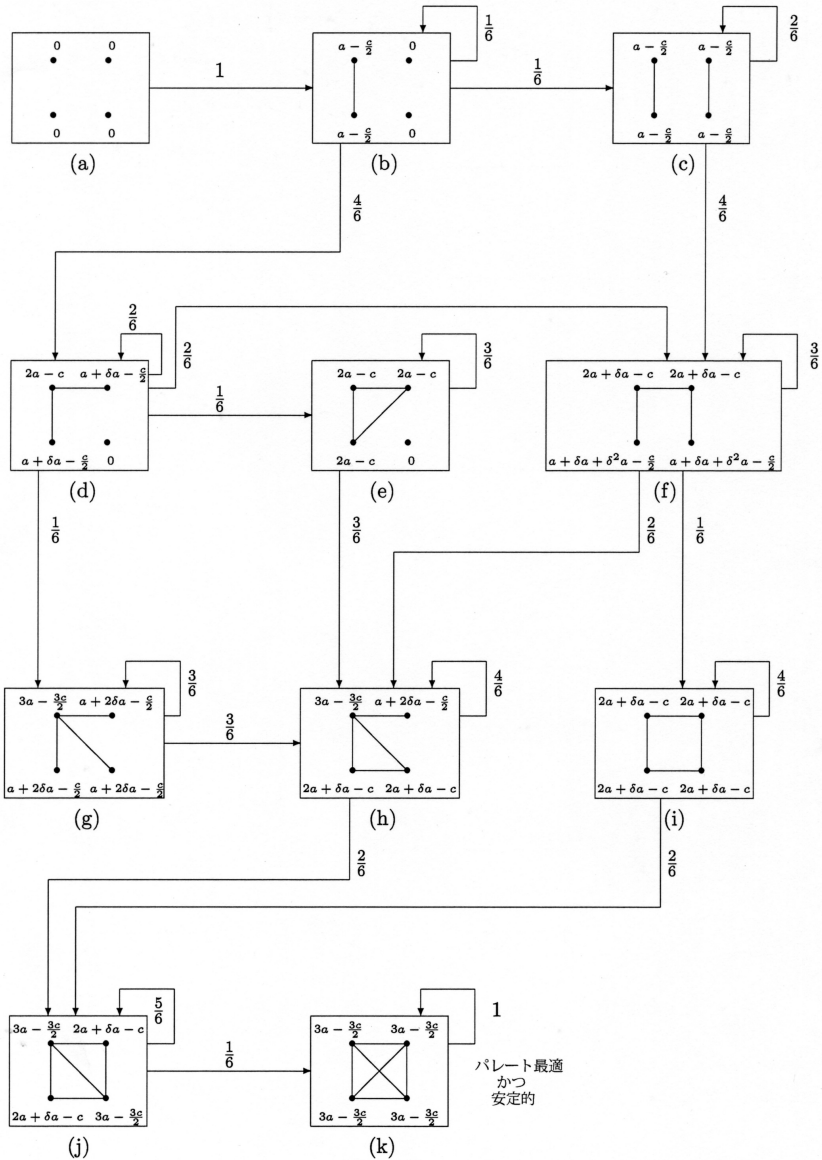 0 0
0 0
(a)
1
a − c/2 0
a − c/2 0
(b)
1/6
1/6
a − c/2 a − c/2
a − c/2 a − c/2
(c)
2/6
4/6
4/6
2a − c a + δa − c/2
a + δa − c/2 0
(d)
2/6
2/6
1/6
2a − c 2a − c
2a − c 0
(e)
3/6
2a + δa − c 2a + δa − c
a + δa + δ²a − c/2 a + δa + δ²a − c/2
(f)
3/6
1/6
3/6
2/6
1/6
3a − 3c/2 a + 2δa − c/2
a + 2δa − c/2 a + 2δa − c/2
(g)
3/6
3/6
3a − 3c/2 a + 2δa − c/2
2a + δa − c 2a + δa − c
(h)
4/6
2a + δa − c 2a + δa − c
2a + δa − c 2a + δa − c
(i)
4/6
2/6
2/6
3a − 3c/2 2a + δa − c
2a + δa − c 3a − 3c/2
(j)
5/6
1/6
3a − 3c/2 3a − 3c/2
3a − 3c/2 3a − 3c/2
(k)
1
パレート最適
かつ
安定的